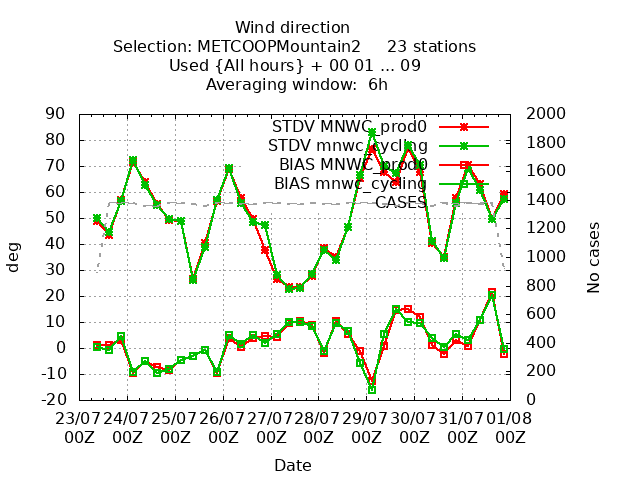 Wind direction
Selection: METCOOPMountain2 23 stations
Used {All hours} + 00 01 ... 09
Averaging window: 6h
STDV MNWC_prod0
STDV mnwc_cycling
BIAS MNWC_prod0
BIAS mnwc_cycling
CASES
deg
90
80
70
60
50
40
30
20
10
0
-10
-20
No cases
2000
1800
1600
1400
1200
1000
800
600
400
200
0
23/07 24/07 25/07 26/07 27/07 28/07 29/07 30/07 31/07 01/08
00Z 00Z 00Z 00Z 00Z 00Z 00Z 00Z 00Z 00Z
Date